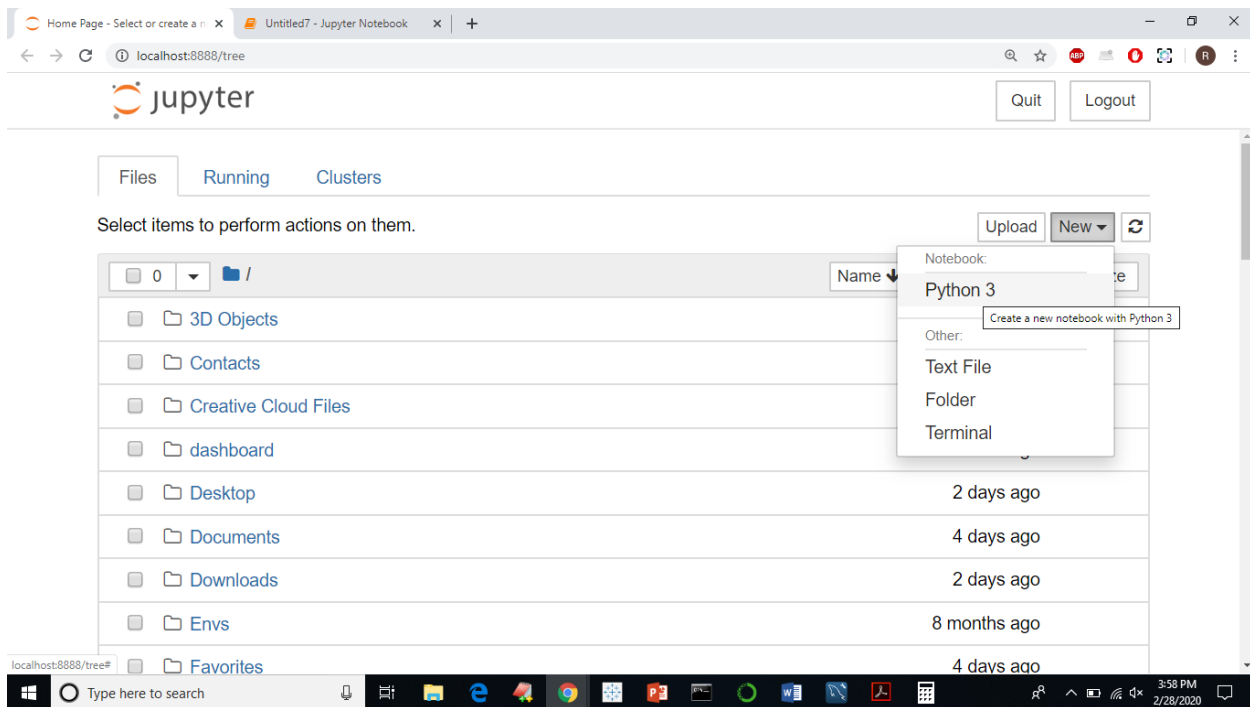 Home Page - Select or create a n
Untitled7 - Jupyter Notebook
localhost:8888/tree
ABP
R
jupyter
Quit
Logout
Files
Running
Clusters
Select items to perform actions on them.
Upload
New
Notebook:
Python 3
Create a new notebook with Python 3
Other:
Text File
Folder
Terminal
0
/
Name
3D Objects
Contacts
Creative Cloud Files
dashboard
Desktop
2 days ago
Documents
4 days ago
Downloads
2 days ago
Envs
8 months ago
Favorites
4 days ago
localhost:8888/tree#
Type here to search
3:58 PM
2/28/2020